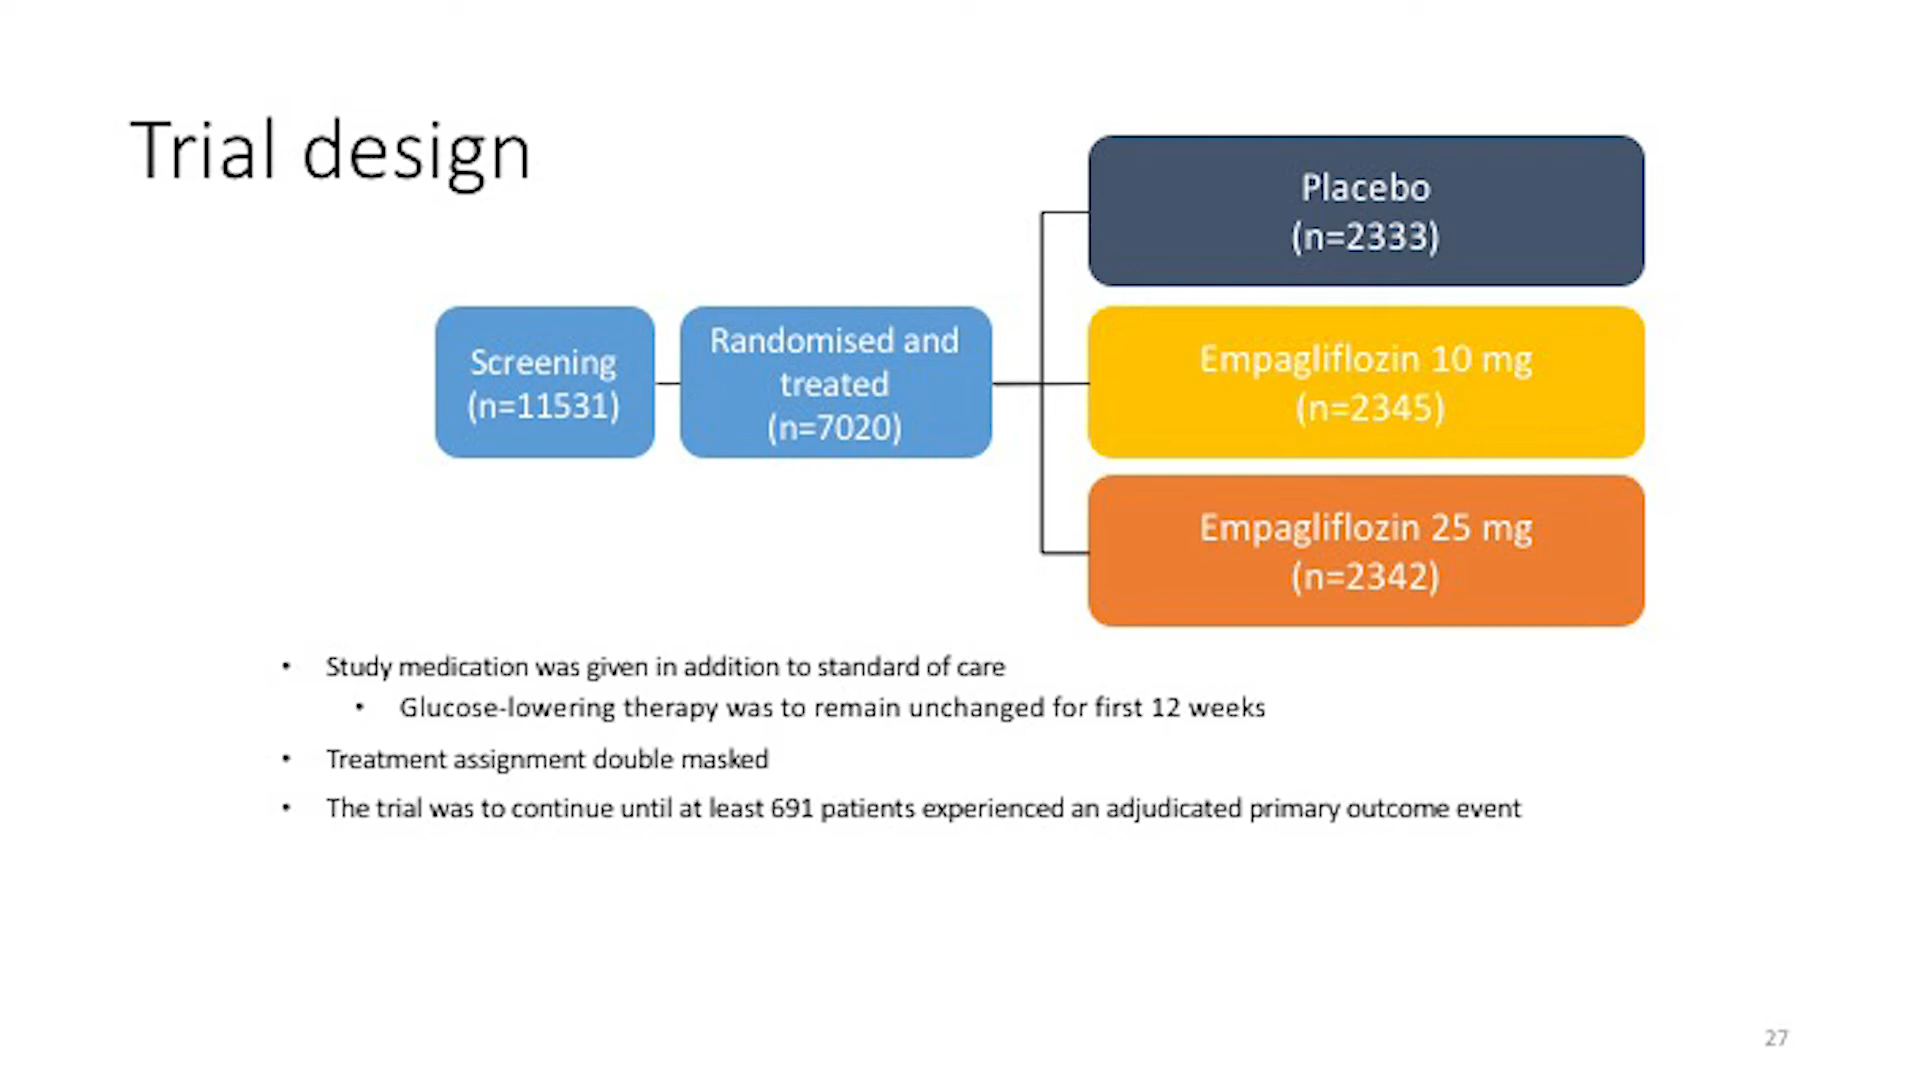 Trial design
Screening
(n=11531)
Randomised and
treated
(n=7020)
Placebo
(n=2333)
Empagliflozin 10 mg
(n=2345)
Empagliflozin 25 mg
(n=2342)
• Study medication was given in addition to standard of care
• Glucose-lowering therapy was to remain unchanged for first 12 weeks
• Treatment assignment double masked
• The trial was to continue until at least 691 patients experienced an adjudicated primary outcome event
27